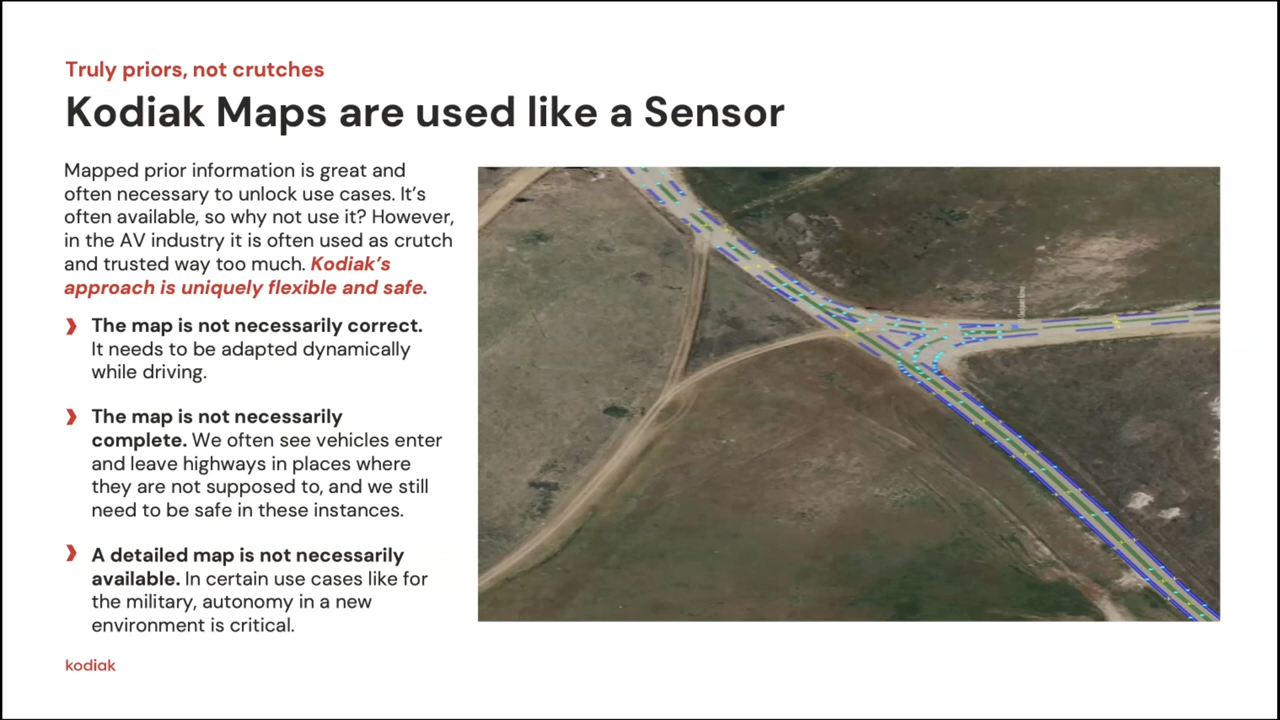 Truly priors, not crutches
Kodiak Maps are used like a Sensor
Mapped prior information is great and
often necessary to unlock use cases. It's
often available, so why not use it? However,
in the AV industry it is often used as crutch
and trusted way too much. Kodiak's
approach is uniquely flexible and safe.
The map is not necessarily correct.
It needs to be adapted dynamically
while driving.
The map is not necessarily
complete. We often see vehicles enter
and leave highways in places where
they are not supposed to, and we still
need to be safe in these instances.
A detailed map is not necessarily
available. In certain use cases like for
the military, autonomy in a new
environment is critical.
kodiak